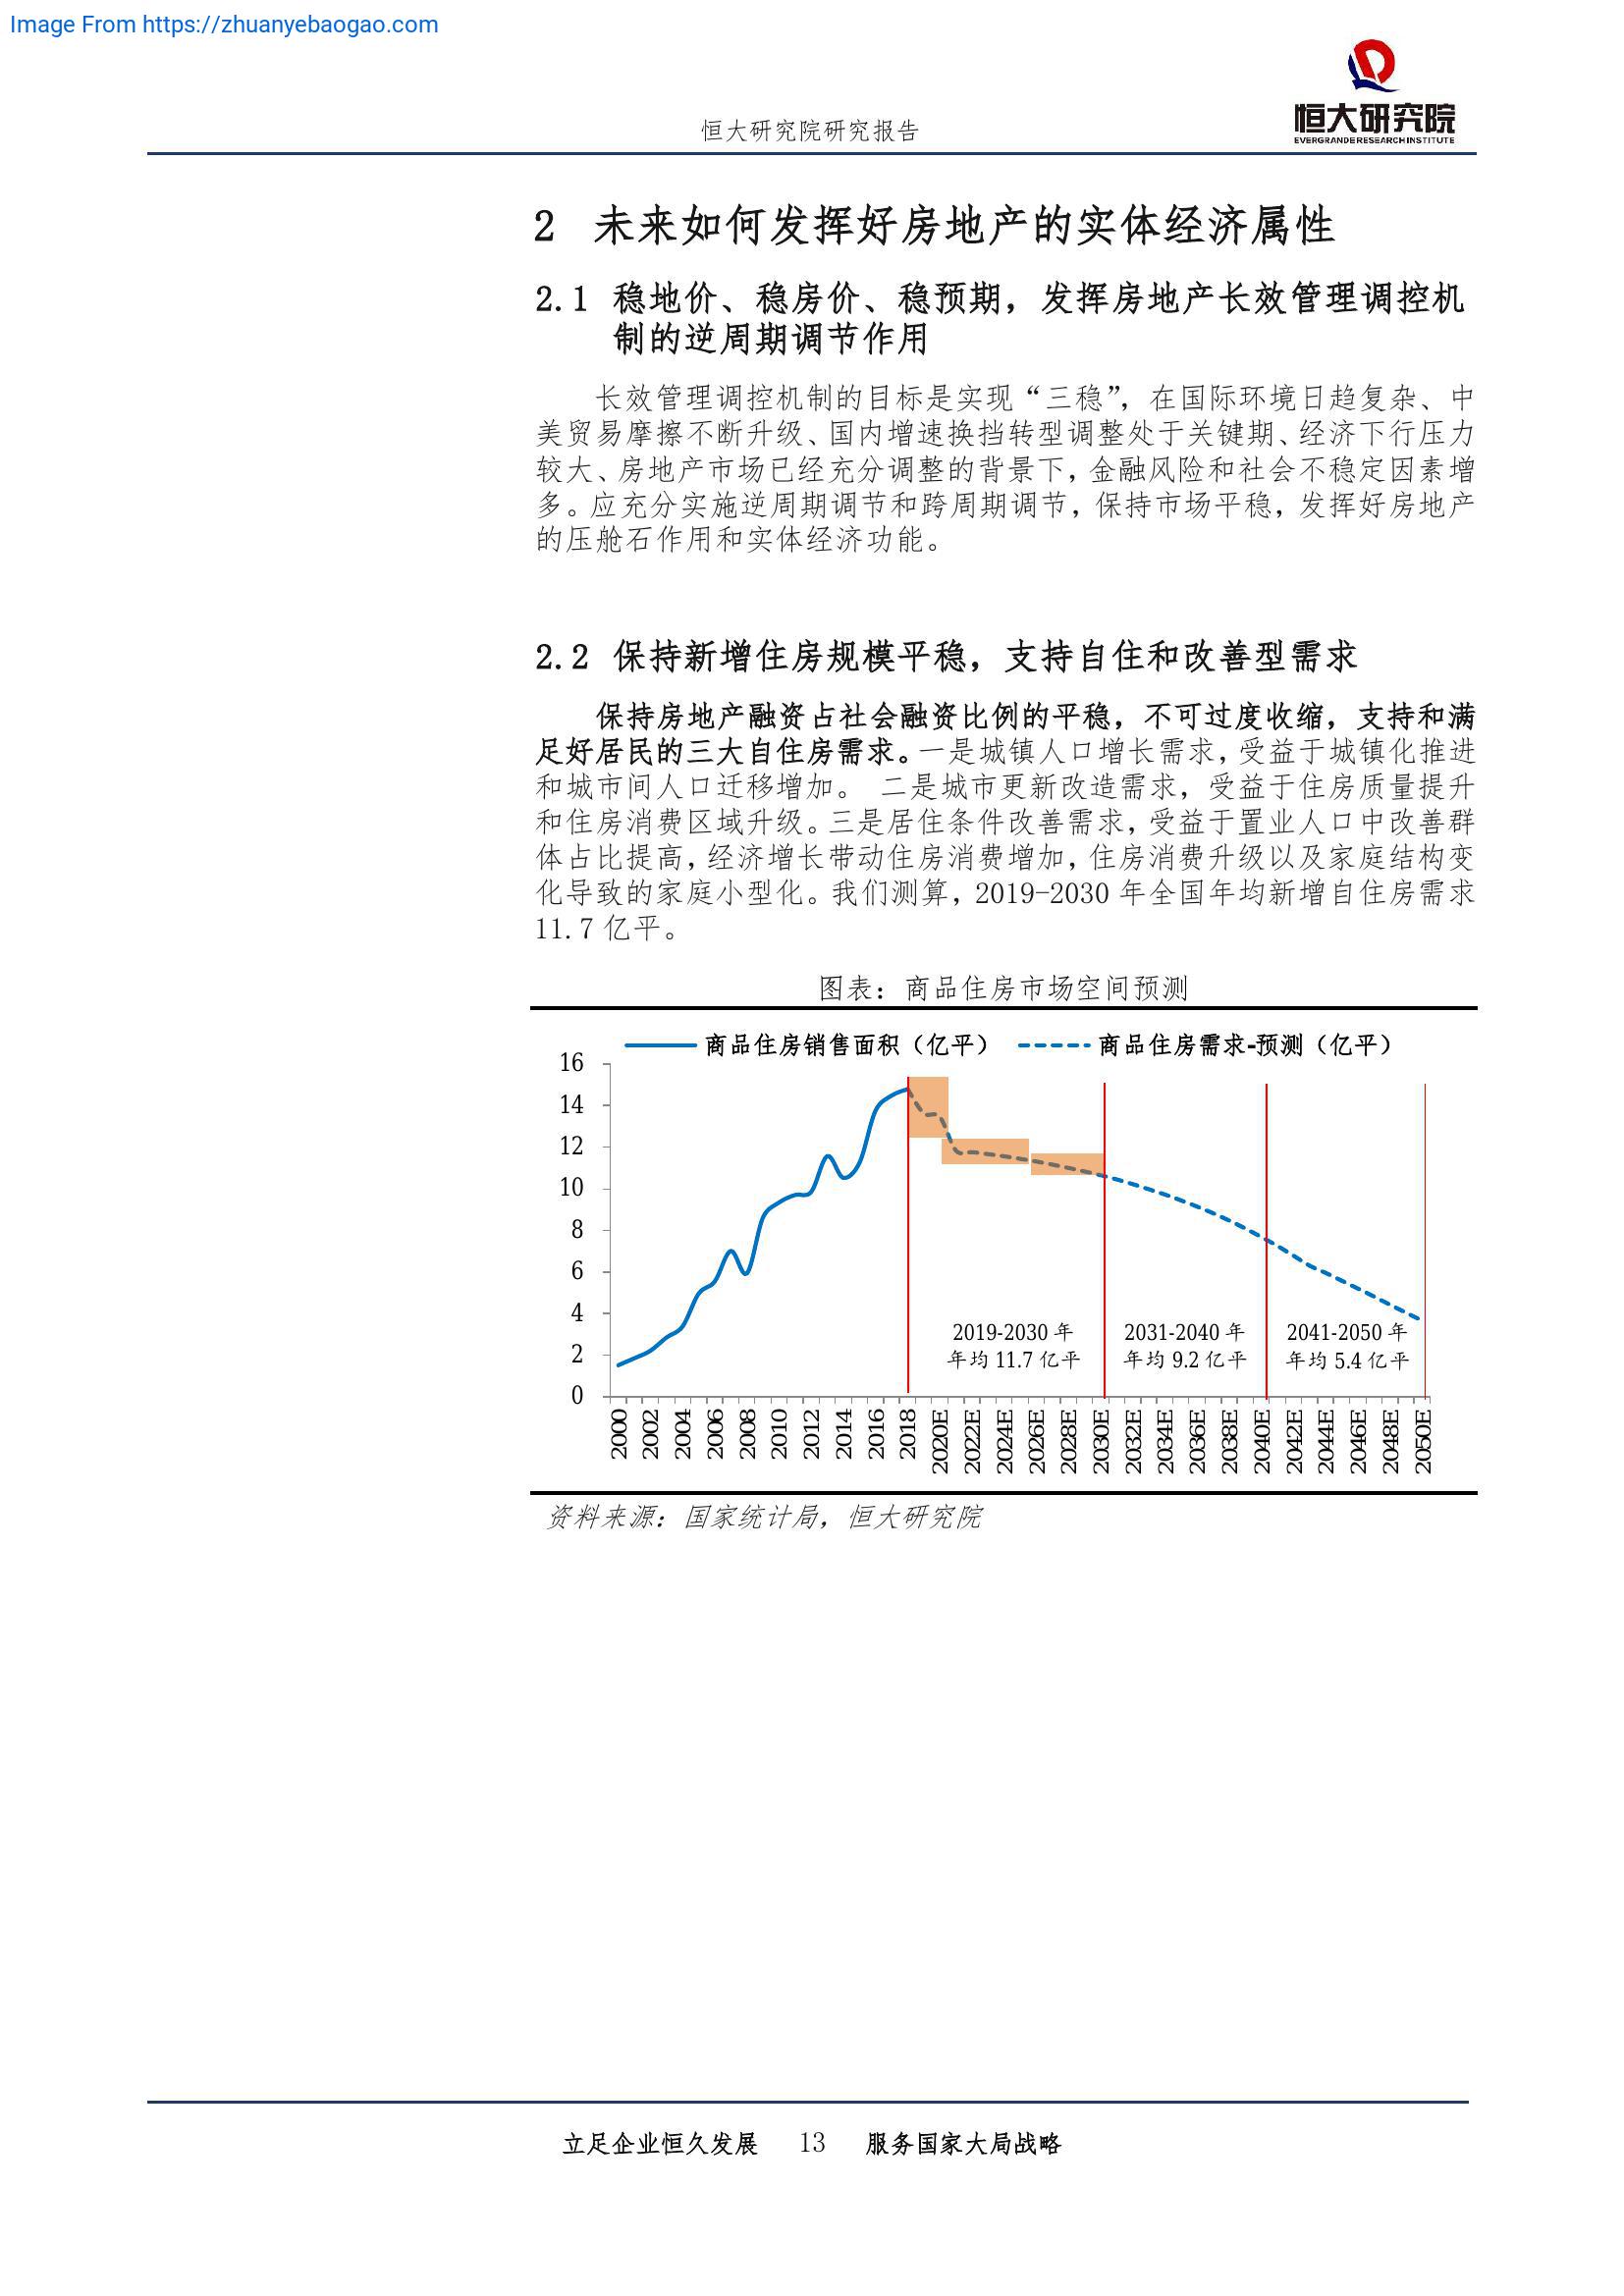 Image From https://zhuanyebaogao.com
恒大研究院
EVERGRANDE RESEARCH INSTITUTE
恒大研究院研究报告
2 未来如何发挥好房地产的实体经济属性
2.1 稳地价、稳房价、稳预期，发挥房地产长效管理调控机
制的逆周期调节作用
长效管理调控机制的目标是实现“三稳”，在国际环境日趋复杂、中
美贸易摩擦不断升级、国内增速换挡转型调整处于关键期、经济下行压力
较大、房地产市场已经充分调整的背景下，金融风险和社会不稳定因素增
多。应充分实施逆周期调节和跨周期调节，保持市场平稳，发挥好房地产
的压舱石作用和实体经济功能。
2.2 保持新增住房规模平稳，支持自住和改善型需求
保持房地产融资占社会融资比例的平稳，不可过度收缩，支持和满
足好居民的三大自住房需求。一是城镇人口增长需求，受益于城镇化推进
和城市间人口迁移增加。 二是城市更新改造需求，受益于住房质量提升
和住房消费区域升级。三是居住条件改善需求，受益于置业人口中改善群
体占比提高，经济增长带动住房消费增加，住房消费升级以及家庭结构变
化导致的家庭小型化。我们测算，2019-2030 年全国年均新增自住房需求
11.7 亿平。
图表：商品住房市场空间预测
商品住房销售面积（亿平） 商品住房需求-预测（亿平）
16
14
12
10
8
6
4
2
0
2019-2030 年 2031-2040 年 2041-2050 年
年均 11.7 亿平 年均 9.2 亿平 年均 5.4 亿平
2000 2002 2004 2006 2008 2010 2012 2014 2016 2018 2020E 2022E 2024E 2026E 2028E 2030E 2032E 2034E 2036E 2038E 2040E 2042E 2044E 2046E 2048E 2050E
资料来源：国家统计局，恒大研究院
立足企业恒久发展 13 服务国家大局战略